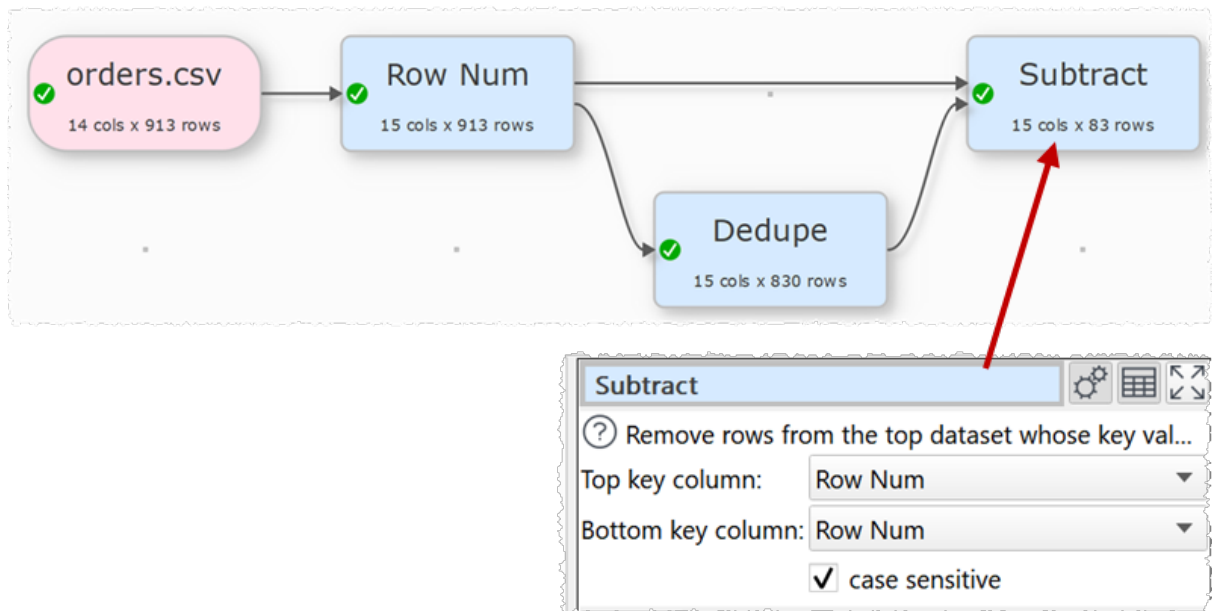 orders.csv
14 cols x 913 rows
Row Num
15 cols x 913 rows
Subtract
15 cols x 83 rows
Dedupe
15 cols x 830 rows
Subtract
Remove rows from the top dataset whose key val...
Top key column: Row Num
Bottom key column: Row Num
case sensitive